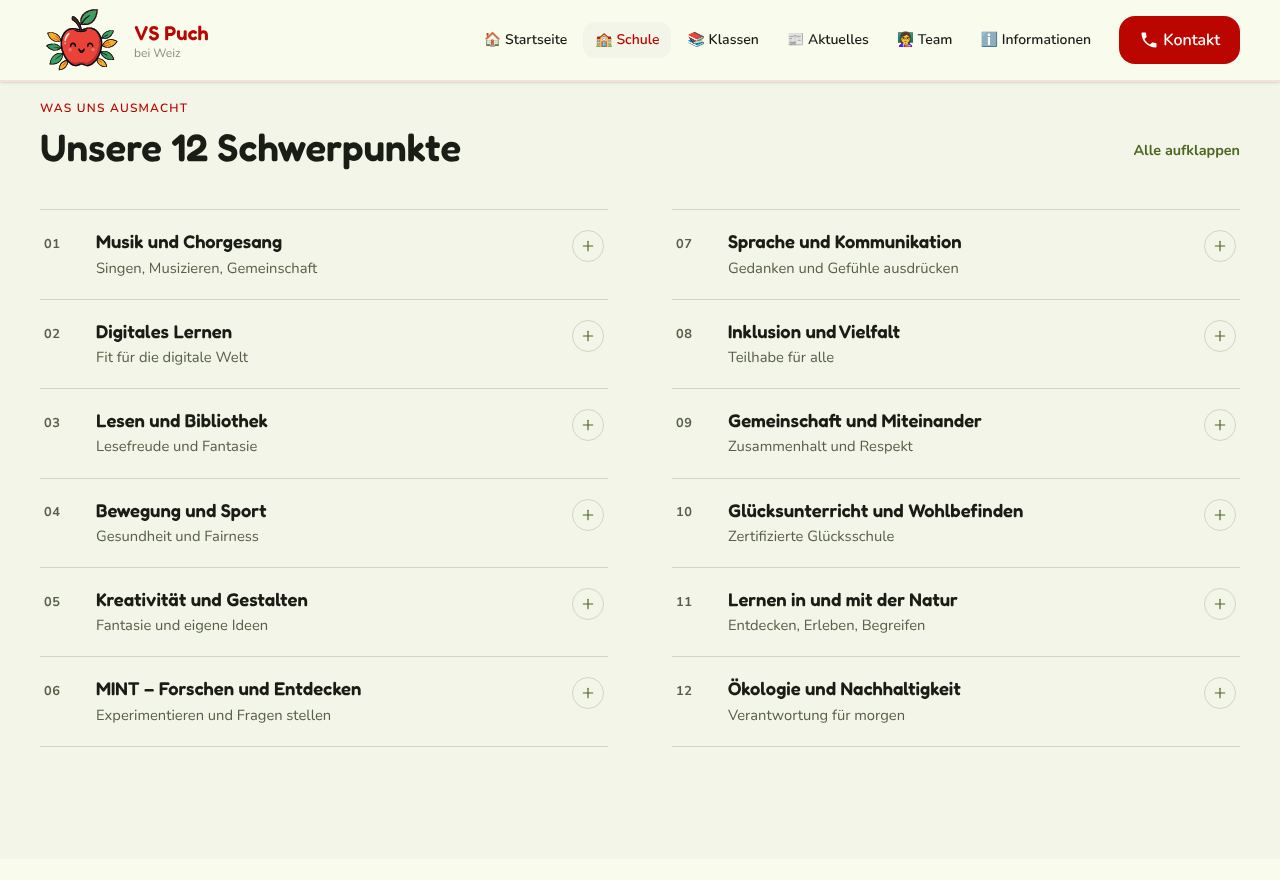 VS Puch
bei Weiz
🏠 Startseite
🏫 Schule
📚 Klassen
📰 Aktuelles
👩‍🏫 Team
ℹ️ Informationen
Kontakt
WAS UNS AUSMACHT
Unsere 12 Schwerpunkte
Alle aufklappen
01 Musik und Chorgesang
Singen, Musizieren, Gemeinschaft
02 Digitales Lernen
Fit für die digitale Welt
03 Lesen und Bibliothek
Lesefreude und Fantasie
04 Bewegung und Sport
Gesundheit und Fairness
05 Kreativität und Gestalten
Fantasie und eigene Ideen
06 MINT – Forschen und Entdecken
Experimentieren und Fragen stellen
07 Sprache und Kommunikation
Gedanken und Gefühle ausdrücken
08 Inklusion und Vielfalt
Teilhabe für alle
09 Gemeinschaft und Miteinander
Zusammenhalt und Respekt
10 Glücksunterricht und Wohlbefinden
Zertifizierte Glücksschule
11 Lernen in und mit der Natur
Entdecken, Erleben, Begreifen
12 Ökologie und Nachhaltigkeit
Verantwortung für morgen